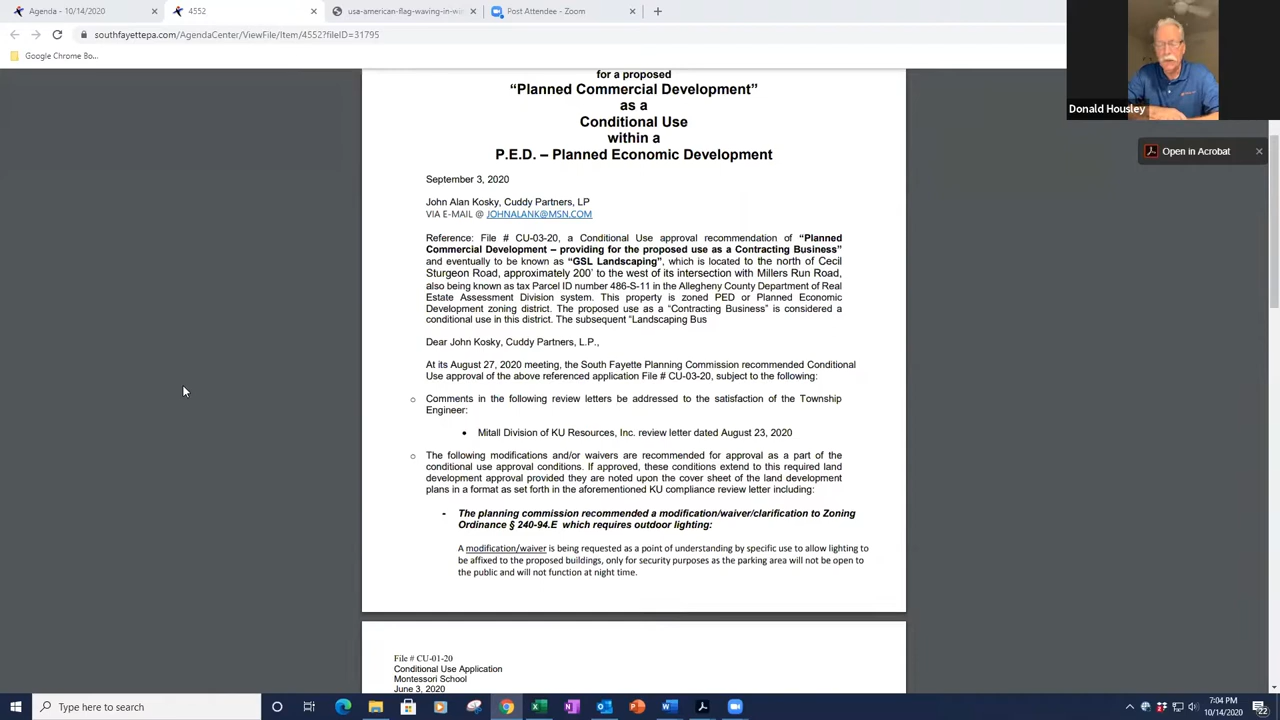 Agenda - 10/14/2020
4552
usa-american-flag-waving-in-wi
Post Attendee - Zoom
southfayettepa.org/AgendaCenter/ViewFile/Item/4552?fileID=31795
Google Chrome Bo...
Donald Housley
Open in Acrobat
for a proposed
“Planned Commercial Development”
as a
Conditional Use
within a
P.E.D. – Planned Economic Development
September 3, 2020
John Alan Kosky, Cuddy Partners, LP
VIA E-MAIL @ JOHNALANK@MSN.COM
Reference: File # CU-03-20, a Conditional Use approval recommendation of “Planned
Commercial Development – providing for the proposed use as a Contracting Business”
and eventually to be known as “GSL Landscaping”, which is located to the north of Cecil
Sturgeon Road, approximately 200’ to the west of its intersection with Millers Run Road,
also being known as tax Parcel ID number 486-S-11 in the Allegheny County Department of Real
Estate Assessment Division system. This property is zoned PED or Planned Economic
Development zoning district. The proposed use as a “Contracting Business” is considered a
conditional use in this district. The subsequent “Landscaping Bus
Dear John Kosky, Cuddy Partners, L.P.,
At its August 27, 2020 meeting, the South Fayette Planning Commission recommended Conditional
Use approval of the above referenced application File # CU-03-20, subject to the following:
o Comments in the following review letters be addressed to the satisfaction of the Township
Engineer:
• Mitall Division of KU Resources, Inc. review letter dated August 23, 2020
o The following modifications and/or waivers are recommended for approval as a part of the
conditional use approval conditions. If approved, these conditions extend to this required land
development approval provided they are noted upon the cover sheet of the land development
plans in a format as set forth in the aforementioned KU compliance review letter including:
- The planning commission recommended a modification/waiver/clarification to Zoning
Ordinance § 240-94.E which requires outdoor lighting:
A modification/waiver is being requested as a point of understanding by specific use to allow lighting to
be affixed to the proposed buildings, only for security purposes as the parking area will not be open to
the public and will not function at night time.
File # CU-01-20
Conditional Use Application
Montessori School
June 3, 2020
Type here to search
7:04 PM
10/14/2020
22